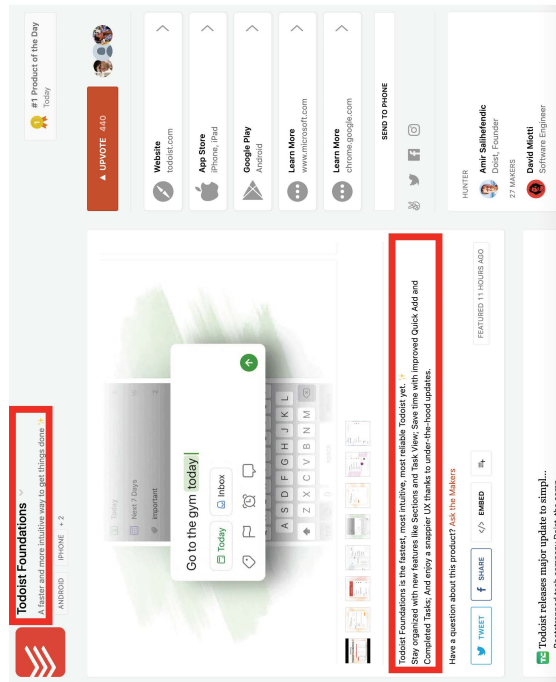 Todoist Foundations
A faster and more intuitive way to get things done ✨
ANDROID IPHONE + 2
#1 Product of the Day
Today
1
▲ UPVOTE 440
Today
Next 7 Days
important
2
Go to the gym today
Today
Inbox
A S D F G H J K L
Z X C V B N M
space
Website
todoist.com
App Store
iPhone, iPad
Google Play
Android
Learn More
www.microsoft.com
Learn More
chrome.google.com
SEND TO PHONE
Todoist Foundations is the fastest, most intuitive, most reliable Todoist yet. ✨
Stay organized with new features like Sections and Task View; Save time with improved Quick Add and
Completed Tasks; And enjoy a snappier UX thanks to under-the-hood updates.
Have a question about this product? Ask the Makers
TWEET
SHARE
</> EMBED
FEATURED 11 HOURS AGO
HUNTER
Amir Salihefendic
Doist, Founder
27 MAKERS
David Miotti
Software Engineer
Todoist releases major update to simpl...